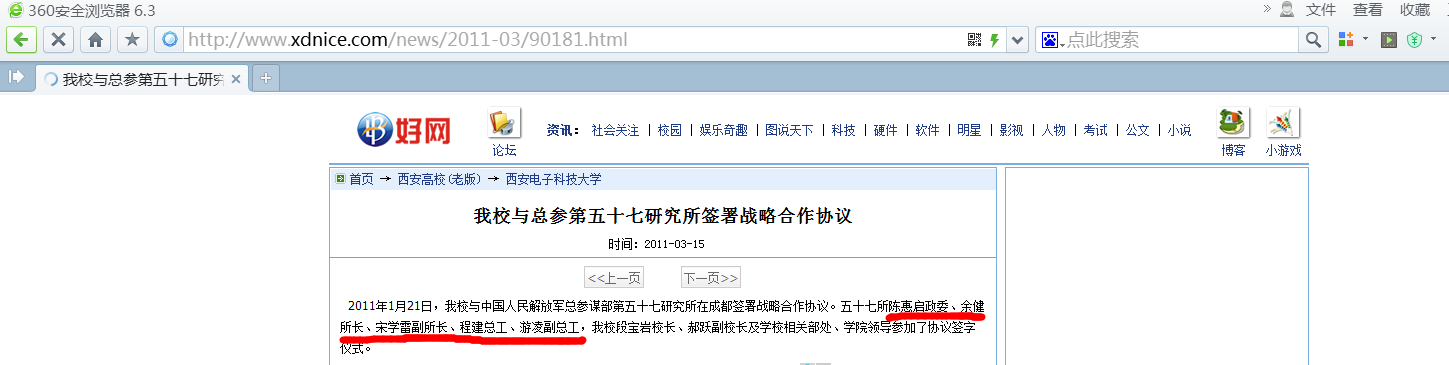 360安全浏览器 6.3
» 文件 查看 收藏
http://www.xdnice.com/news/2011-03/90181.html
点此搜索
我校与总参第五十七研究 ×
好网
资讯： 社会关注 | 校园 | 娱乐奇趣 | 图说天下 | 科技 | 硬件 | 软件 | 明星 | 影视 | 人物 | 考试 | 公文 | 小说
论坛 博客 小游戏
首页 → 西安高校(老版) → 西安电子科技大学
我校与总参第五十七研究所签署战略合作协议
时间：2011-03-15
<<上一页 下一页>>
2011年1月21日，我校与中国人民解放军总参谋部第五十七研究所在成都签署战略合作协议。五十七所陈惠启政委、余健
所长、宋学雷副所长、程建总工、游凌副总工，我校段宝岩校长、郝跃副校长及学校相关部处、学院领导参加了协议签字
仪式。